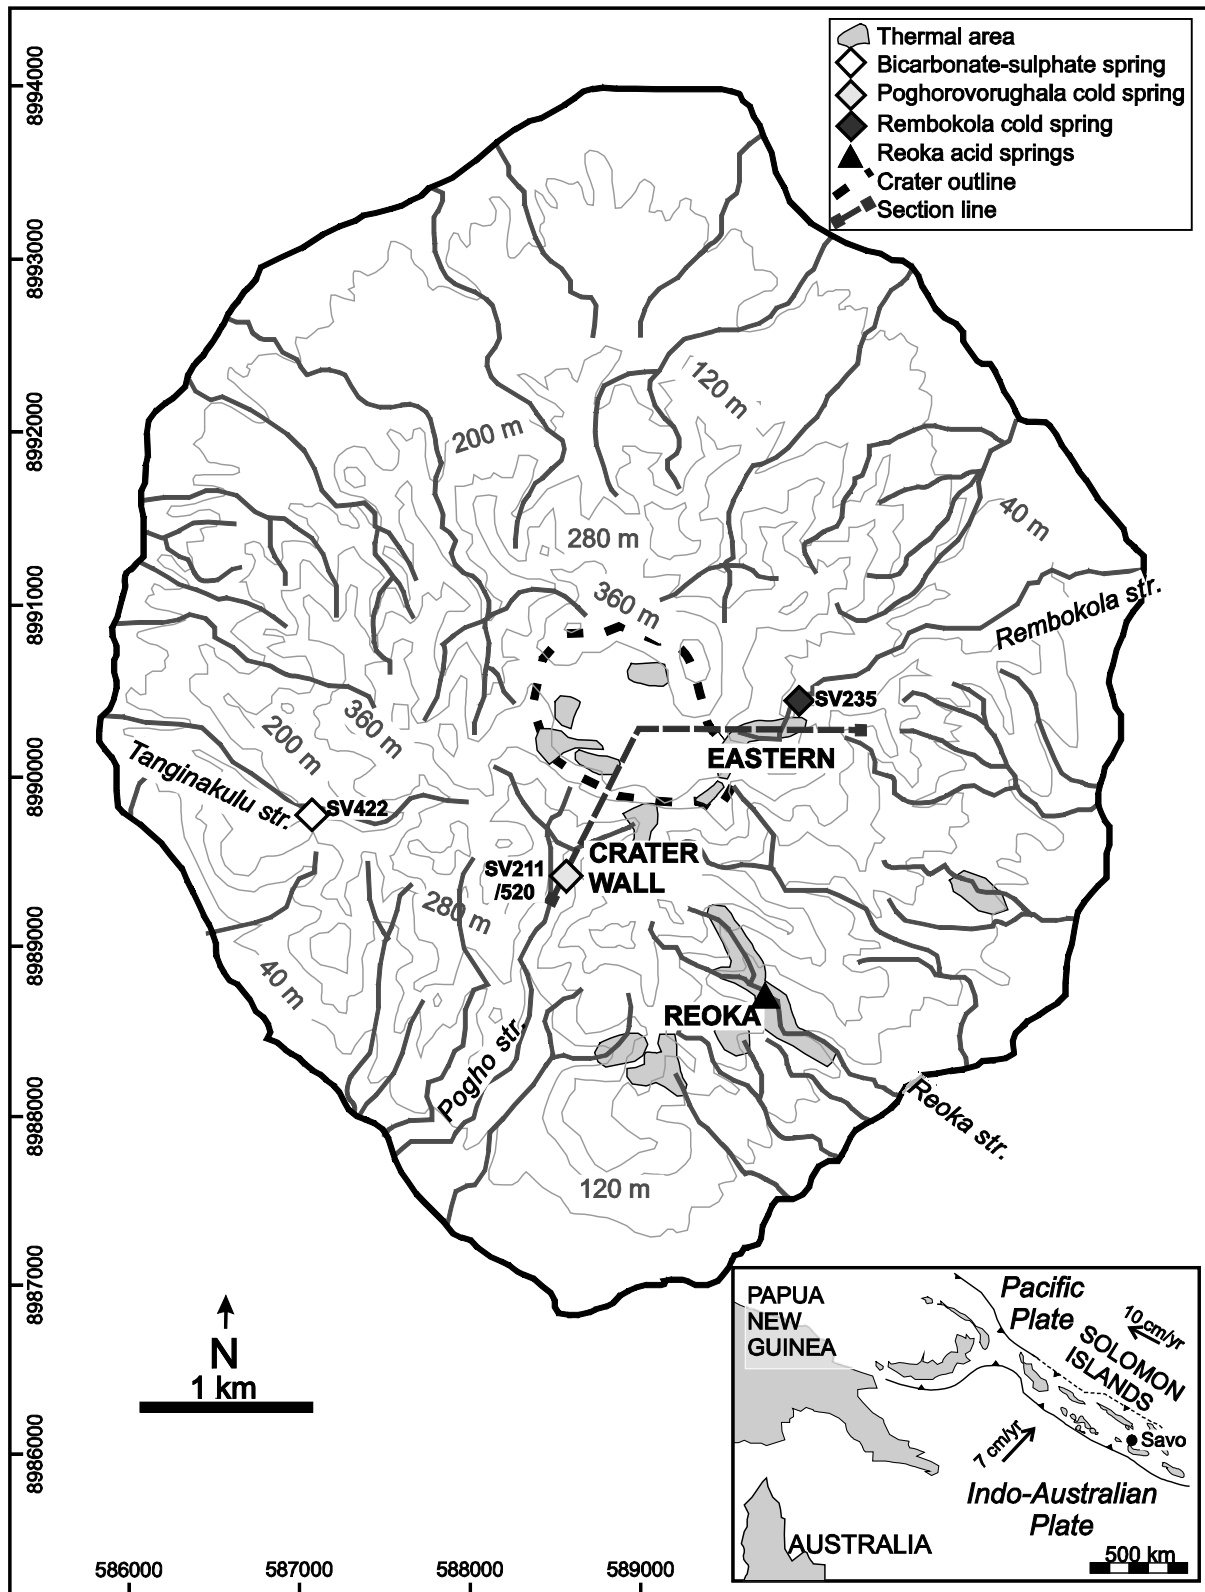 Thermal area
Bicarbonate-sulphate spring
Poghorovorughala cold spring
Rembokola cold spring
Reoka acid springs
Crater outline
Section line
8994000
8993000
8992000
8991000
8990000
8989000
8988000
8987000
8986000
120 m
200 m
280 m
360 m
40 m
Rembokola str.
SV235
EASTERN
360 m
200 m
Tanginakulu str.
SV422
CRATER
WALL
SV211
/520
280 m
40 m
REOKA
Pogho str.
Reoka str.
120 m
N
1 km
586000
587000
588000
589000
PAPUA
NEW
GUINEA
Pacific
Plate
10 cm/yr
SOLOMON
ISLANDS
Savo
7 cm/yr
Indo-Australian
Plate
AUSTRALIA
500 km